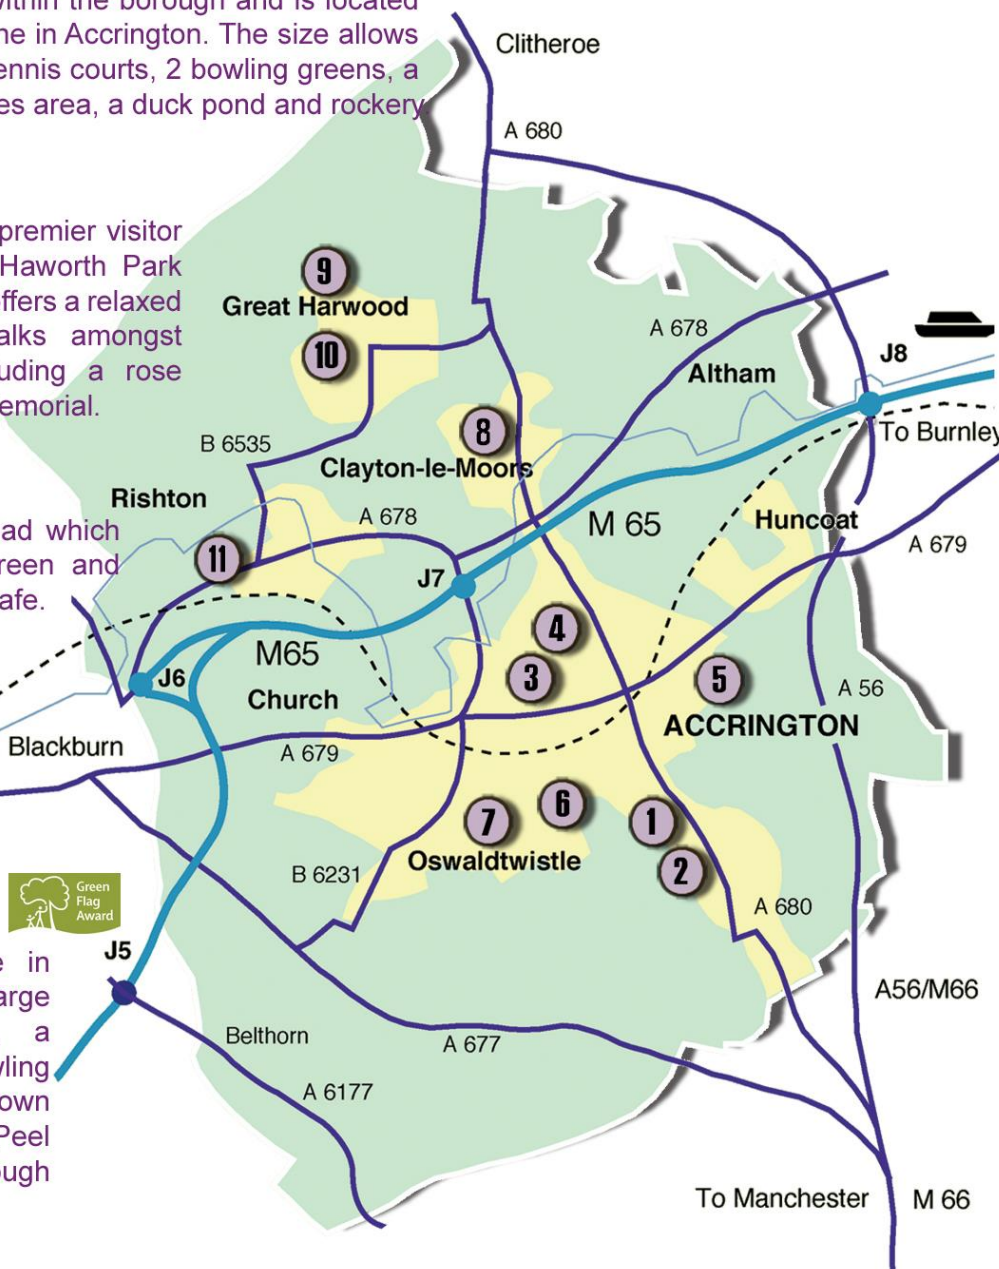 within the borough and is located
ne in Accrington. The size allows
ennis courts, 2 bowling greens, a
es area, a duck pond and rockery.
premier visitor
Haworth Park
offers a relaxed
alks amongst
uding a rose
emorial.
ad which
reen and
afe.
Green
Flag
Award
e in
arge
a
wling
own
Peel
ough
Clitheroe
A 680
9
Great Harwood
10
A 678
Altham
J8
To Burnley
B 6535
8
Clayton-le-Moors
Rishton
A 678
M 65
Huncoat
A 679
11
J7
4
M65
J6
3
5
A 56
Church
ACCRINGTON
Blackburn
A 679
6
7
1
Oswaldtwistle
2
B 6231
A 680
J5
A56/M66
Belthorn
A 677
A 6177
To Manchester
M 66